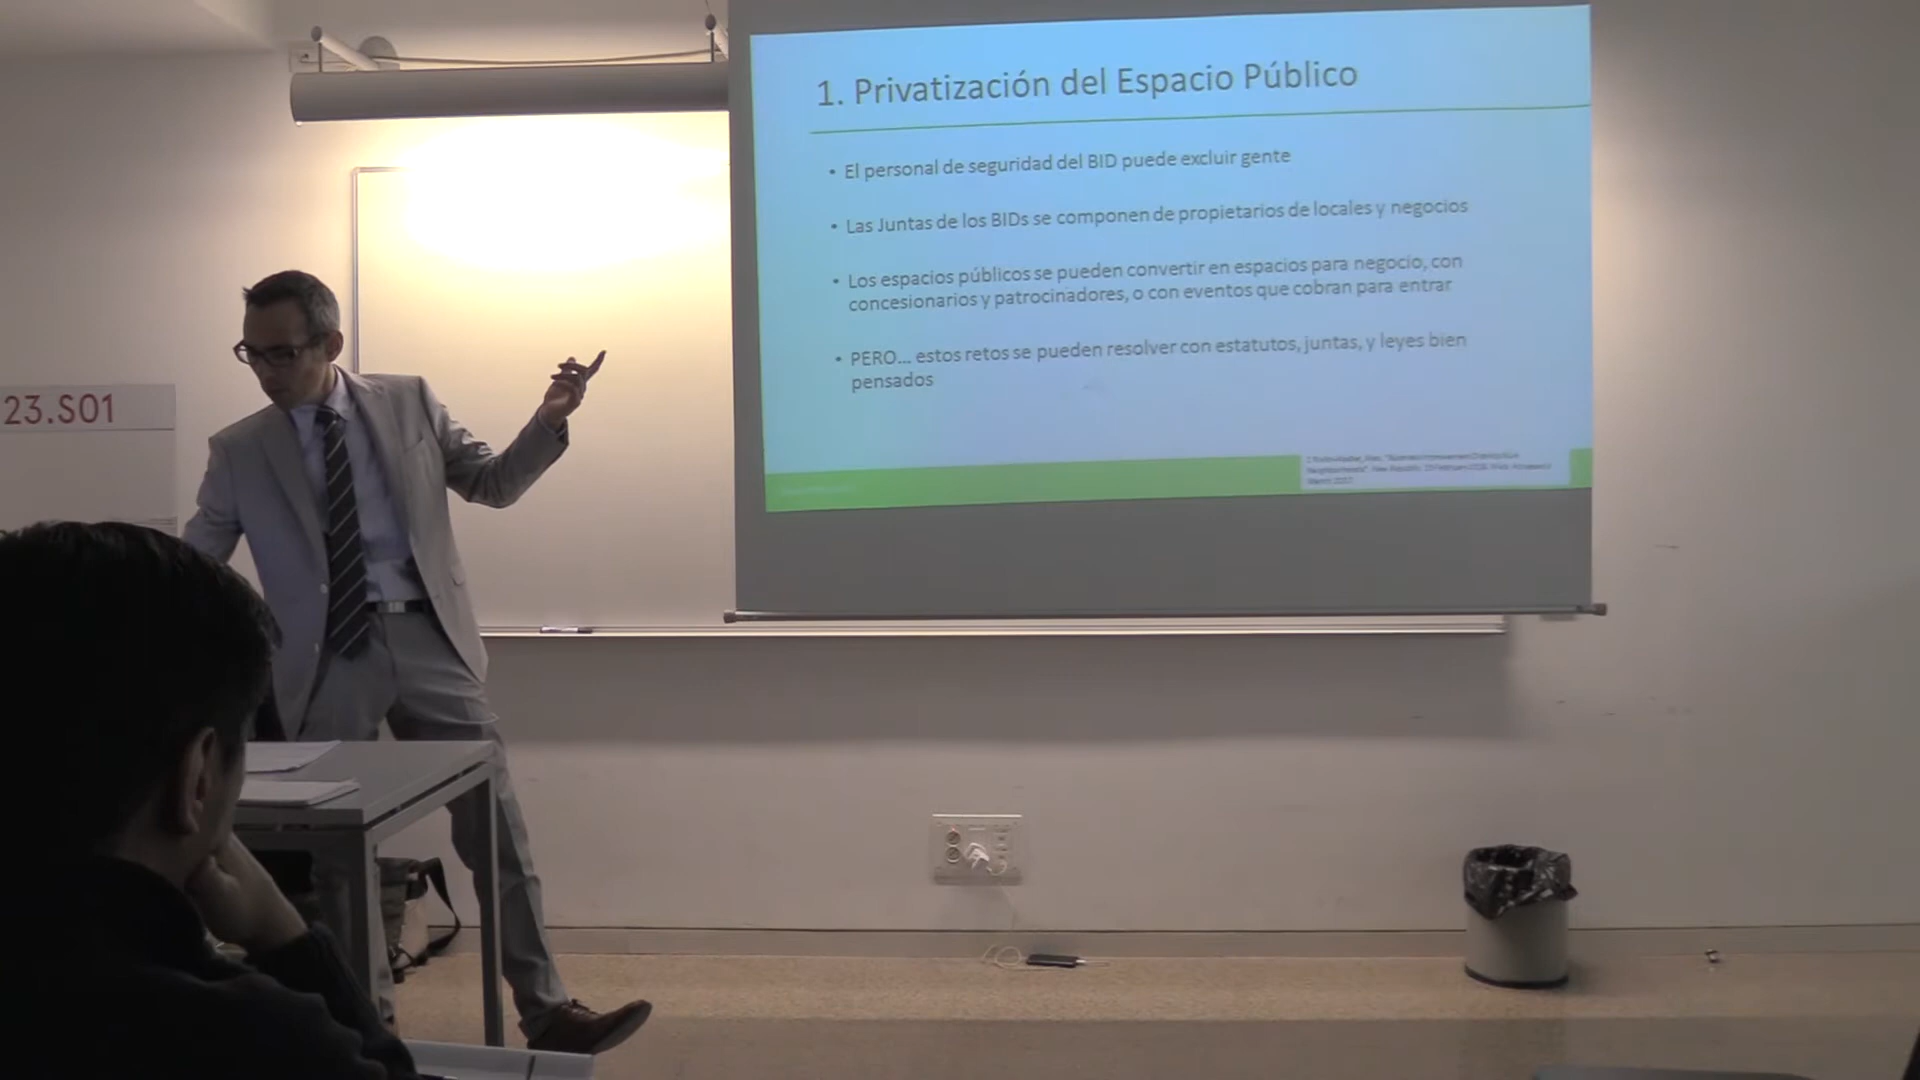 1. Privatización del Espacio Público
• El personal de seguridad del BID puede excluir gente
• Las Juntas de los BIDs se componen de propietarios de locales y negocios
• Los espacios públicos se pueden convertir en espacios para negocio, con
concesionarios y patrocinadores, o con eventos que cobran para entrar
• PERO... estos retos se pueden resolver con estatutos, juntas, y leyes bien
pensados
23.S01